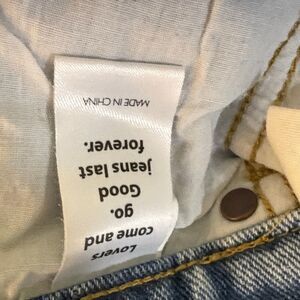 Lovers
come and
go.
Good
jeans last
forever.
MADE IN CHINA